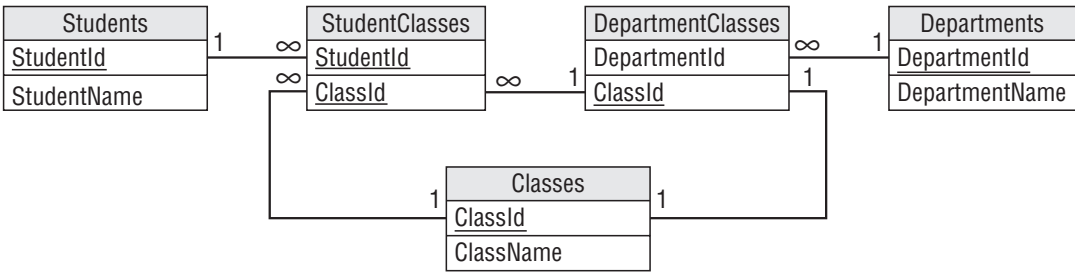 Students
StudentId
StudentName
1
∞
∞
StudentClasses
StudentId
ClassId
∞
1
DepartmentClasses
DepartmentId
ClassId
∞
1
1
Departments
DepartmentId
DepartmentName
1
Classes
ClassId
ClassName
1